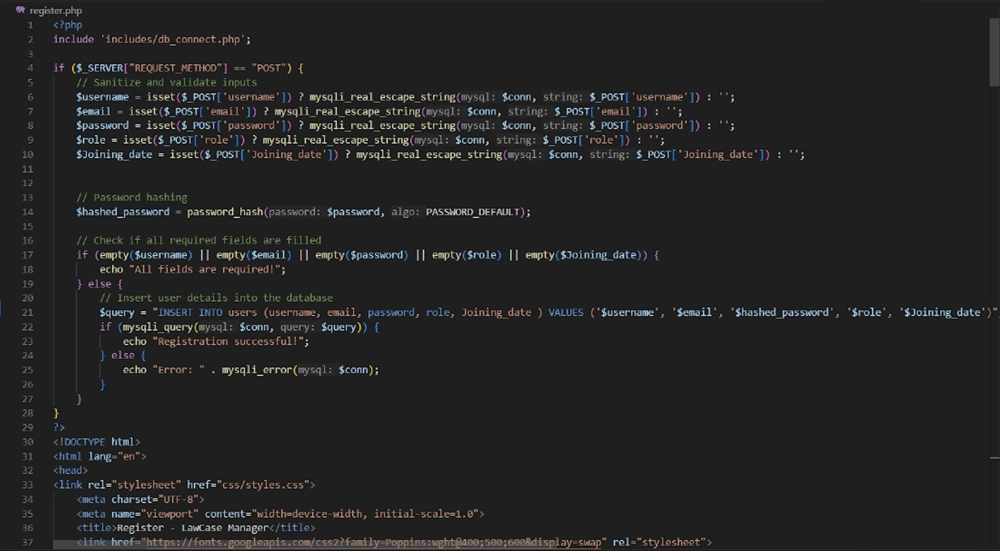 register.php
1 <?php
2 include 'includes/db_connect.php';
3
4 if ($_SERVER["REQUEST_METHOD"] == "POST") {
5 // Sanitize and validate inputs
6 $username = isset($_POST['username']) ? mysqli_real_escape_string(mysql: $conn, string: $_POST['username']) : '';
7 $email = isset($_POST['email']) ? mysqli_real_escape_string(mysql: $conn, string: $_POST['email']) : '';
8 $password = isset($_POST['password']) ? mysqli_real_escape_string(mysql: $conn, string: $_POST['password']) : '';
9 $role = isset($_POST['role']) ? mysqli_real_escape_string(mysql: $conn, string: $_POST['role']) : '';
10 $Joining_date = isset($_POST['Joining_date']) ? mysqli_real_escape_string(mysql: $conn, string: $_POST['Joining_date']) : '';
11
12
13 // Password hashing
14 $hashed_password = password_hash(password: $password, algo: PASSWORD_DEFAULT);
15
16 // Check if all required fields are filled
17 if (empty($username) || empty($email) || empty($password) || empty($role) || empty($Joining_date)) {
18 echo "All fields are required!";
19 } else {
20 // Insert user details into the database
21 $query = "INSERT INTO users (username, email, password, role, Joining_date ) VALUES ('$username', '$email', '$hashed_password', '$role', '$Joining_date')"
22 if (mysqli_query(mysql: $conn, query: $query)) {
23 echo "Registration successful!";
24 } else {
25 echo "Error: " . mysqli_error(mysql: $conn);
26 }
27 }
28 }
29 ?>
30 <!DOCTYPE html>
31 <html lang="en">
32 <head>
33 <link rel="stylesheet" href="css/styles.css">
34 <meta charset="UTF-8">
35 <meta name="viewport" content="width=device-width, initial-scale=1.0">
36 <title>Register - LawCase Manager</title>
37 <link href="https://fonts.googleapis.com/css2?family=Poppins:wght@400;500;600&display=swap" rel="stylesheet">